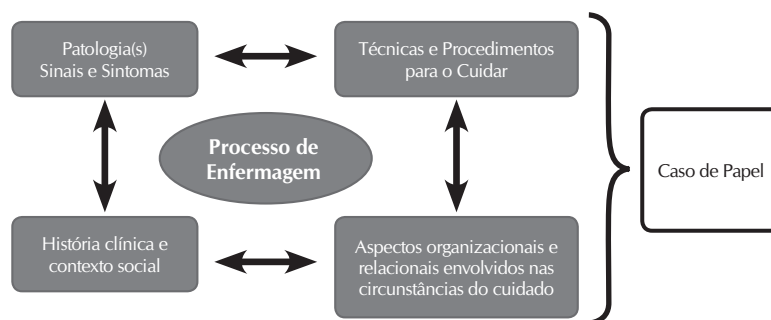 Patologia(s)
Sinais e Sintomas
Técnicas e Procedimentos
para o Cuidar
Processo de
Enfermagem
Caso de Papel
História clínica e
contexto social
Aspectos organizacionais e
relacionais envolvidos nas
circunstâncias do cuidado